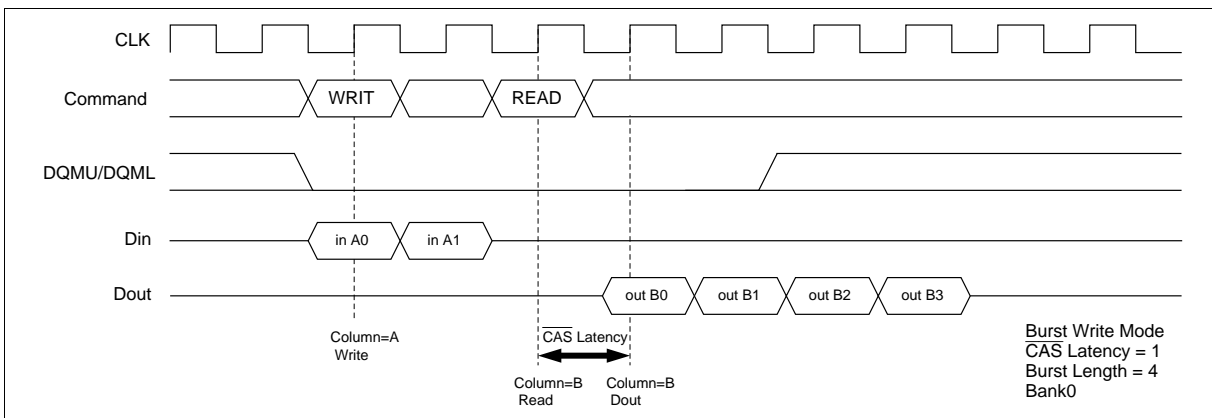 CLK
Command
WRIT
READ
DQMU/DQML
Din
in A0
in A1
Dout
out B0
out B1
out B2
out B3
Column=A
Write
CAS Latency
Column=B
Read
Column=B
Dout
Burst Write Mode
CAS Latency = 1
Burst Length = 4
Bank0